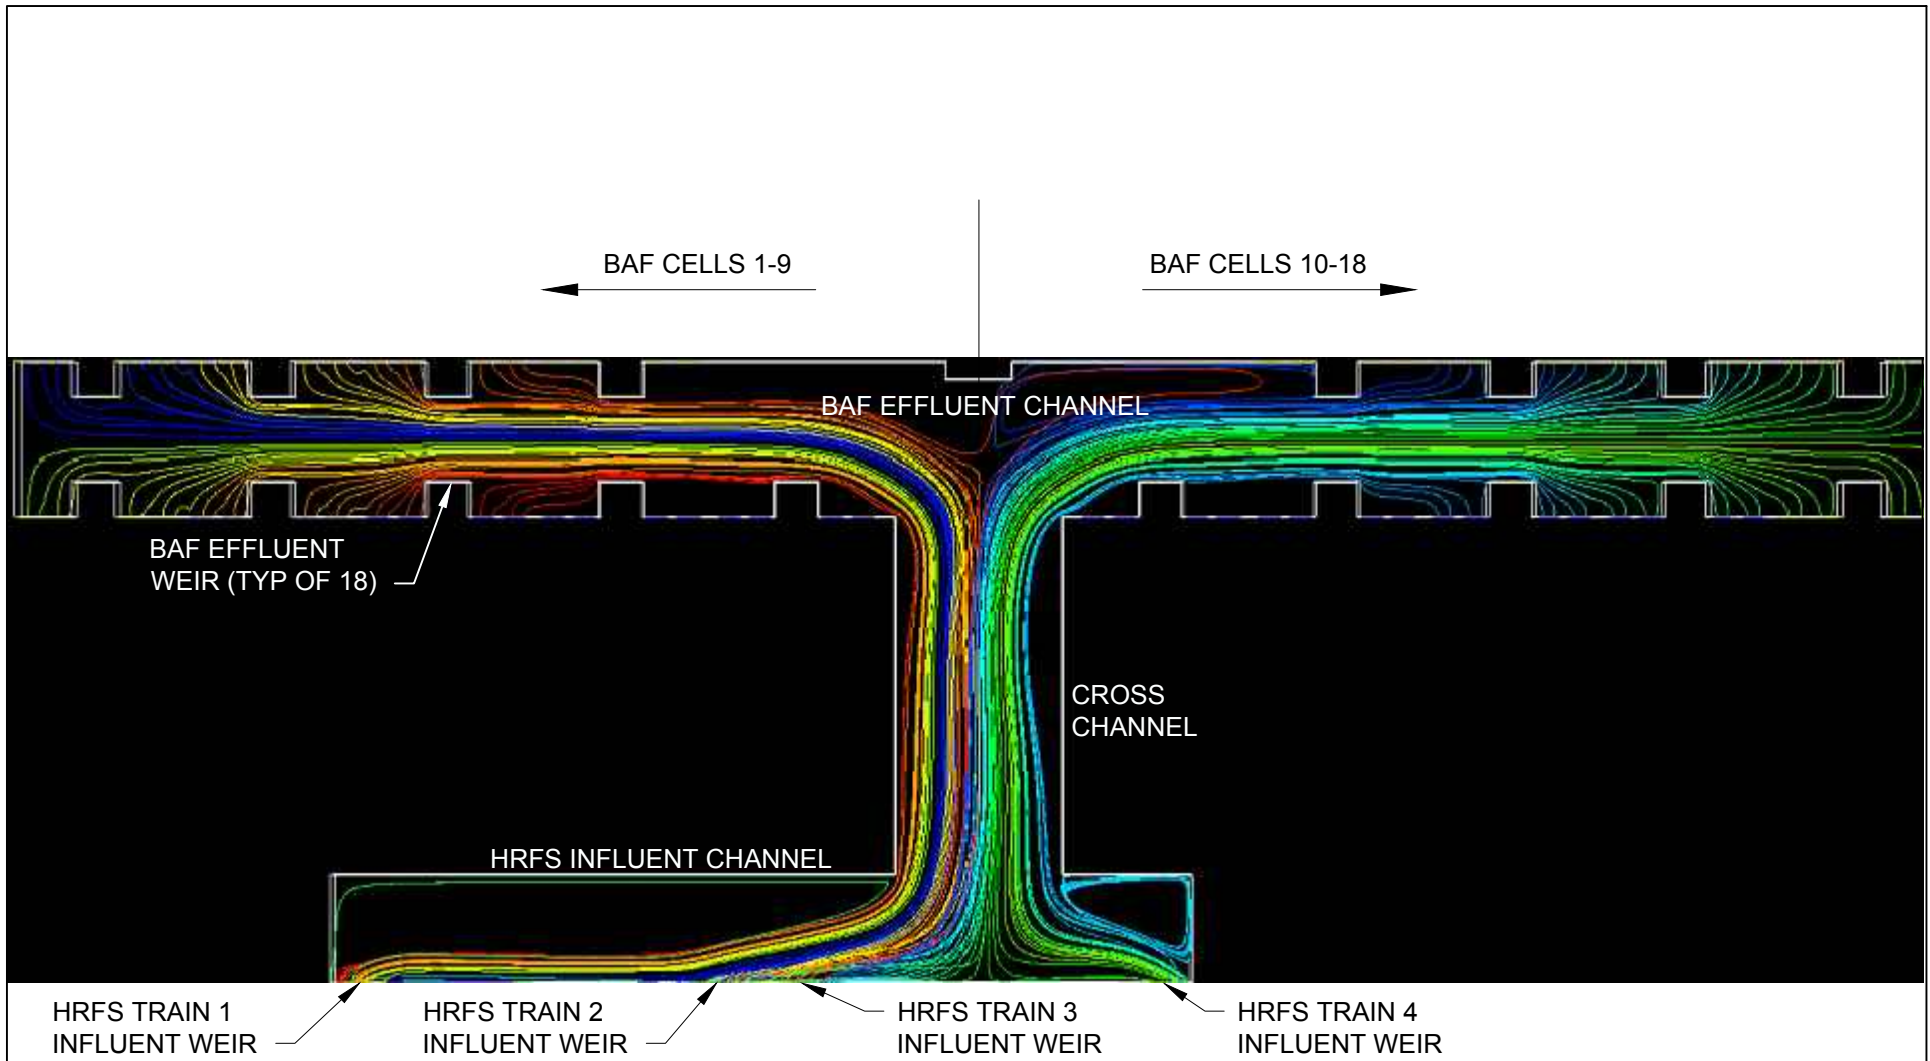 BAF CELLS 1-9
BAF CELLS 10-18
BAF EFFLUENT CHANNEL
BAF EFFLUENT
WEIR (TYP OF 18)
CROSS
CHANNEL
HRFS INFLUENT CHANNEL
HRFS TRAIN 1
INFLUENT WEIR
HRFS TRAIN 2
INFLUENT WEIR
HRFS TRAIN 3
INFLUENT WEIR
HRFS TRAIN 4
INFLUENT WEIR